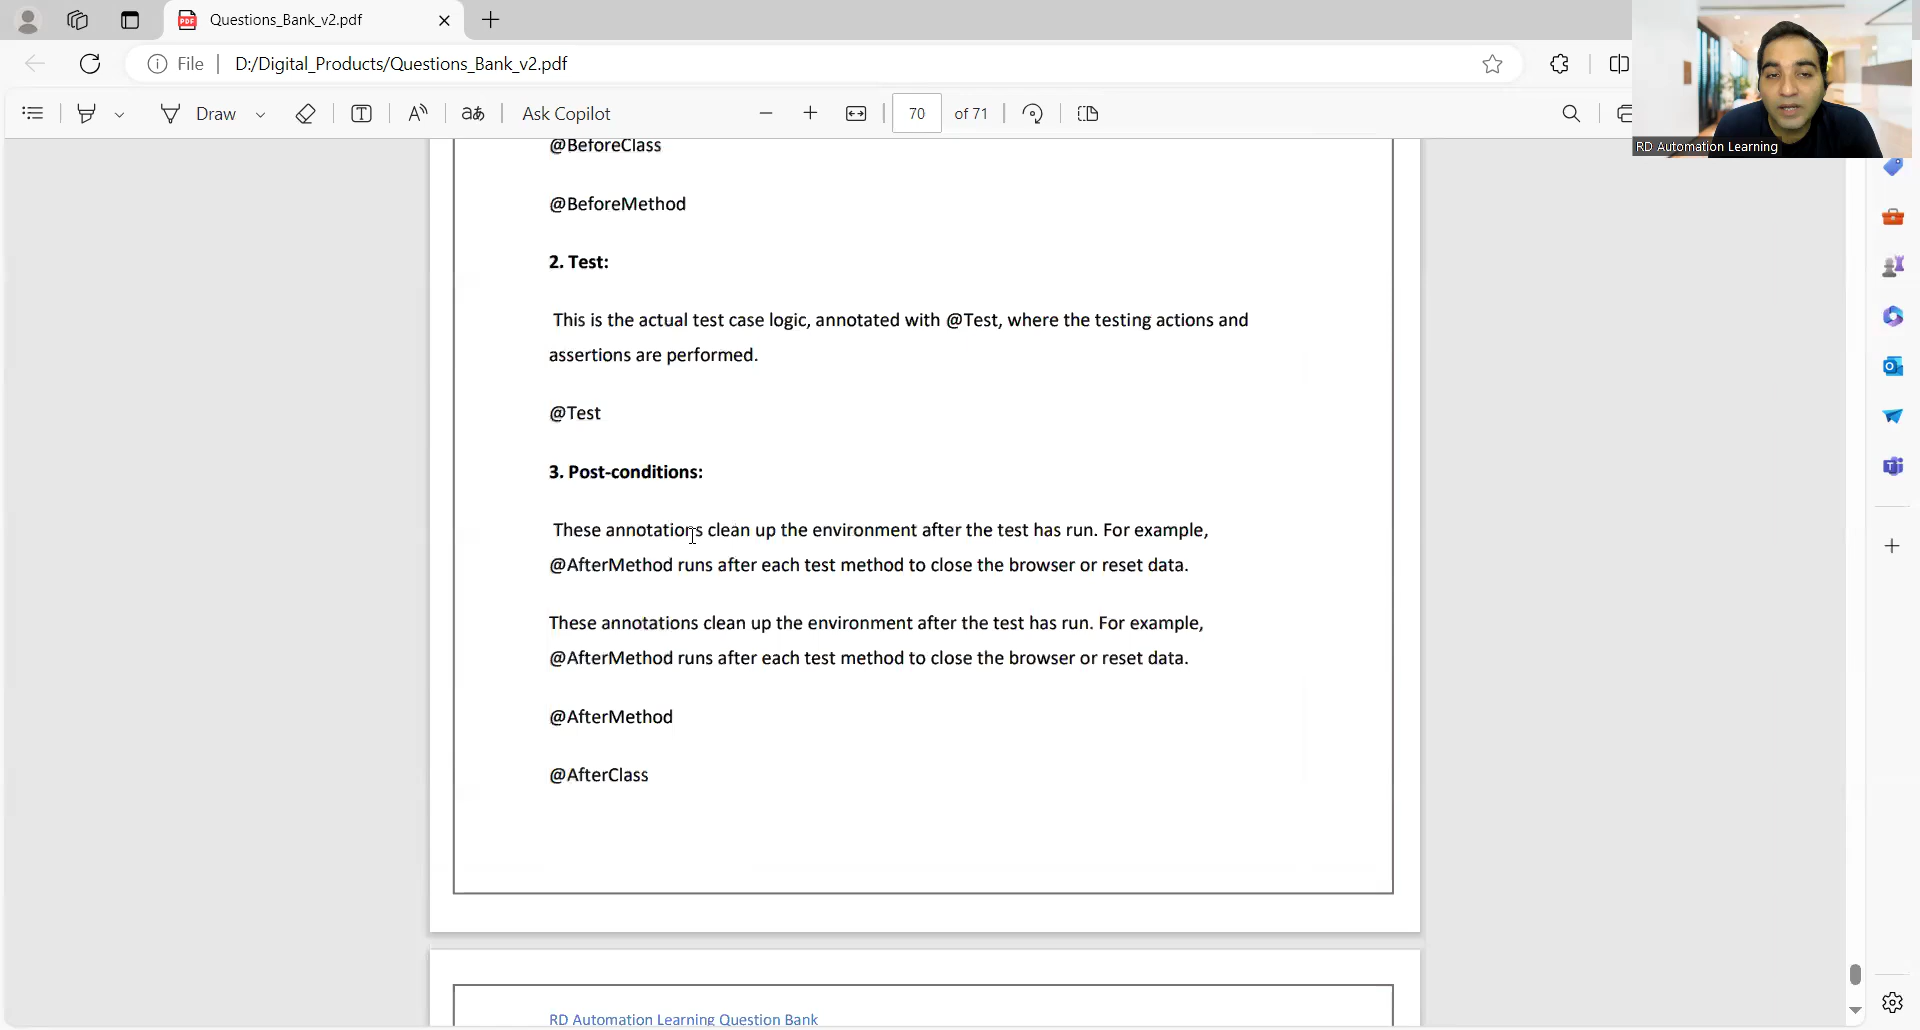 Questions_Bank_v2.pdf
File
D:/Digital_Products/Questions_Bank_v2.pdf
Draw
aあ
Ask Copilot
70
of 71
RD Automation Learning
@BeforeClass
@BeforeMethod
2. Test:
This is the actual test case logic, annotated with @Test, where the testing actions and
assertions are performed.
@Test
3. Post-conditions:
These annotations clean up the environment after the test has run. For example,
@AfterMethod runs after each test method to close the browser or reset data.
These annotations clean up the environment after the test has run. For example,
@AfterMethod runs after each test method to close the browser or reset data.
@AfterMethod
@AfterClass
RD Automation Learning Question Bank